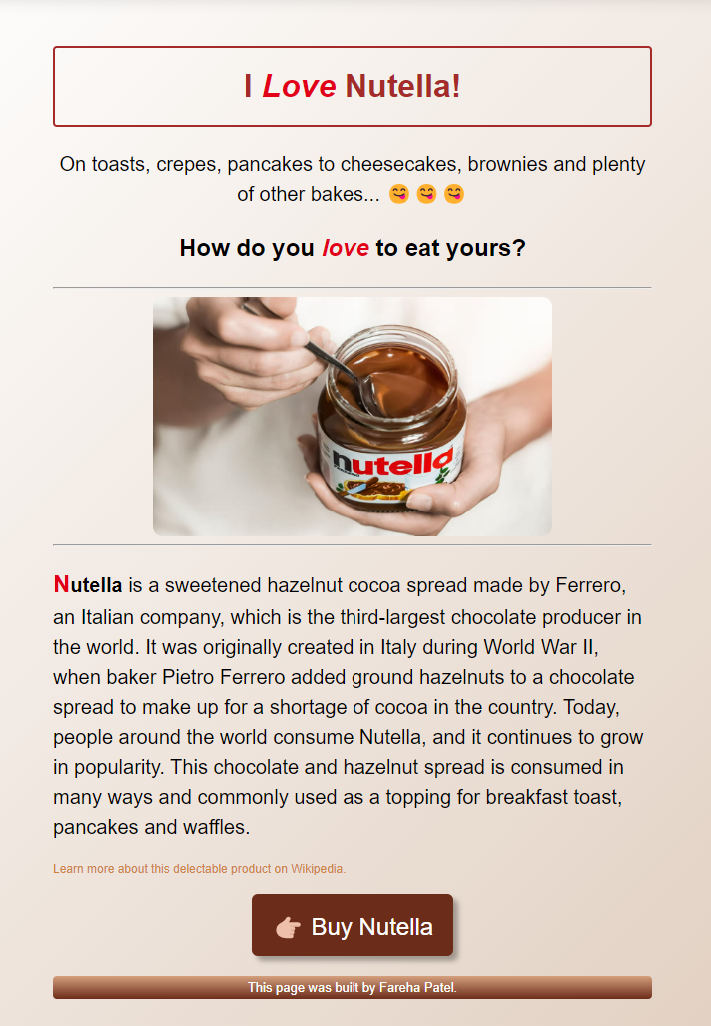 I Love Nutella!
On toasts, crepes, pancakes to cheesecakes, brownies and plenty
of other bakes... 😋 😋 😋
How do you love to eat yours?
nutella
Nutella is a sweetened hazelnut cocoa spread made by Ferrero,
an Italian company, which is the third-largest chocolate producer in
the world. It was originally created in Italy during World War II,
when baker Pietro Ferrero added ground hazelnuts to a chocolate
spread to make up for a shortage of cocoa in the country. Today,
people around the world consume Nutella, and it continues to grow
in popularity. This chocolate and hazelnut spread is consumed in
many ways and commonly used as a topping for breakfast toast,
pancakes and waffles.
Learn more about this delectable product on Wikipedia.
👉 Buy Nutella
This page was built by Fareha Patel.